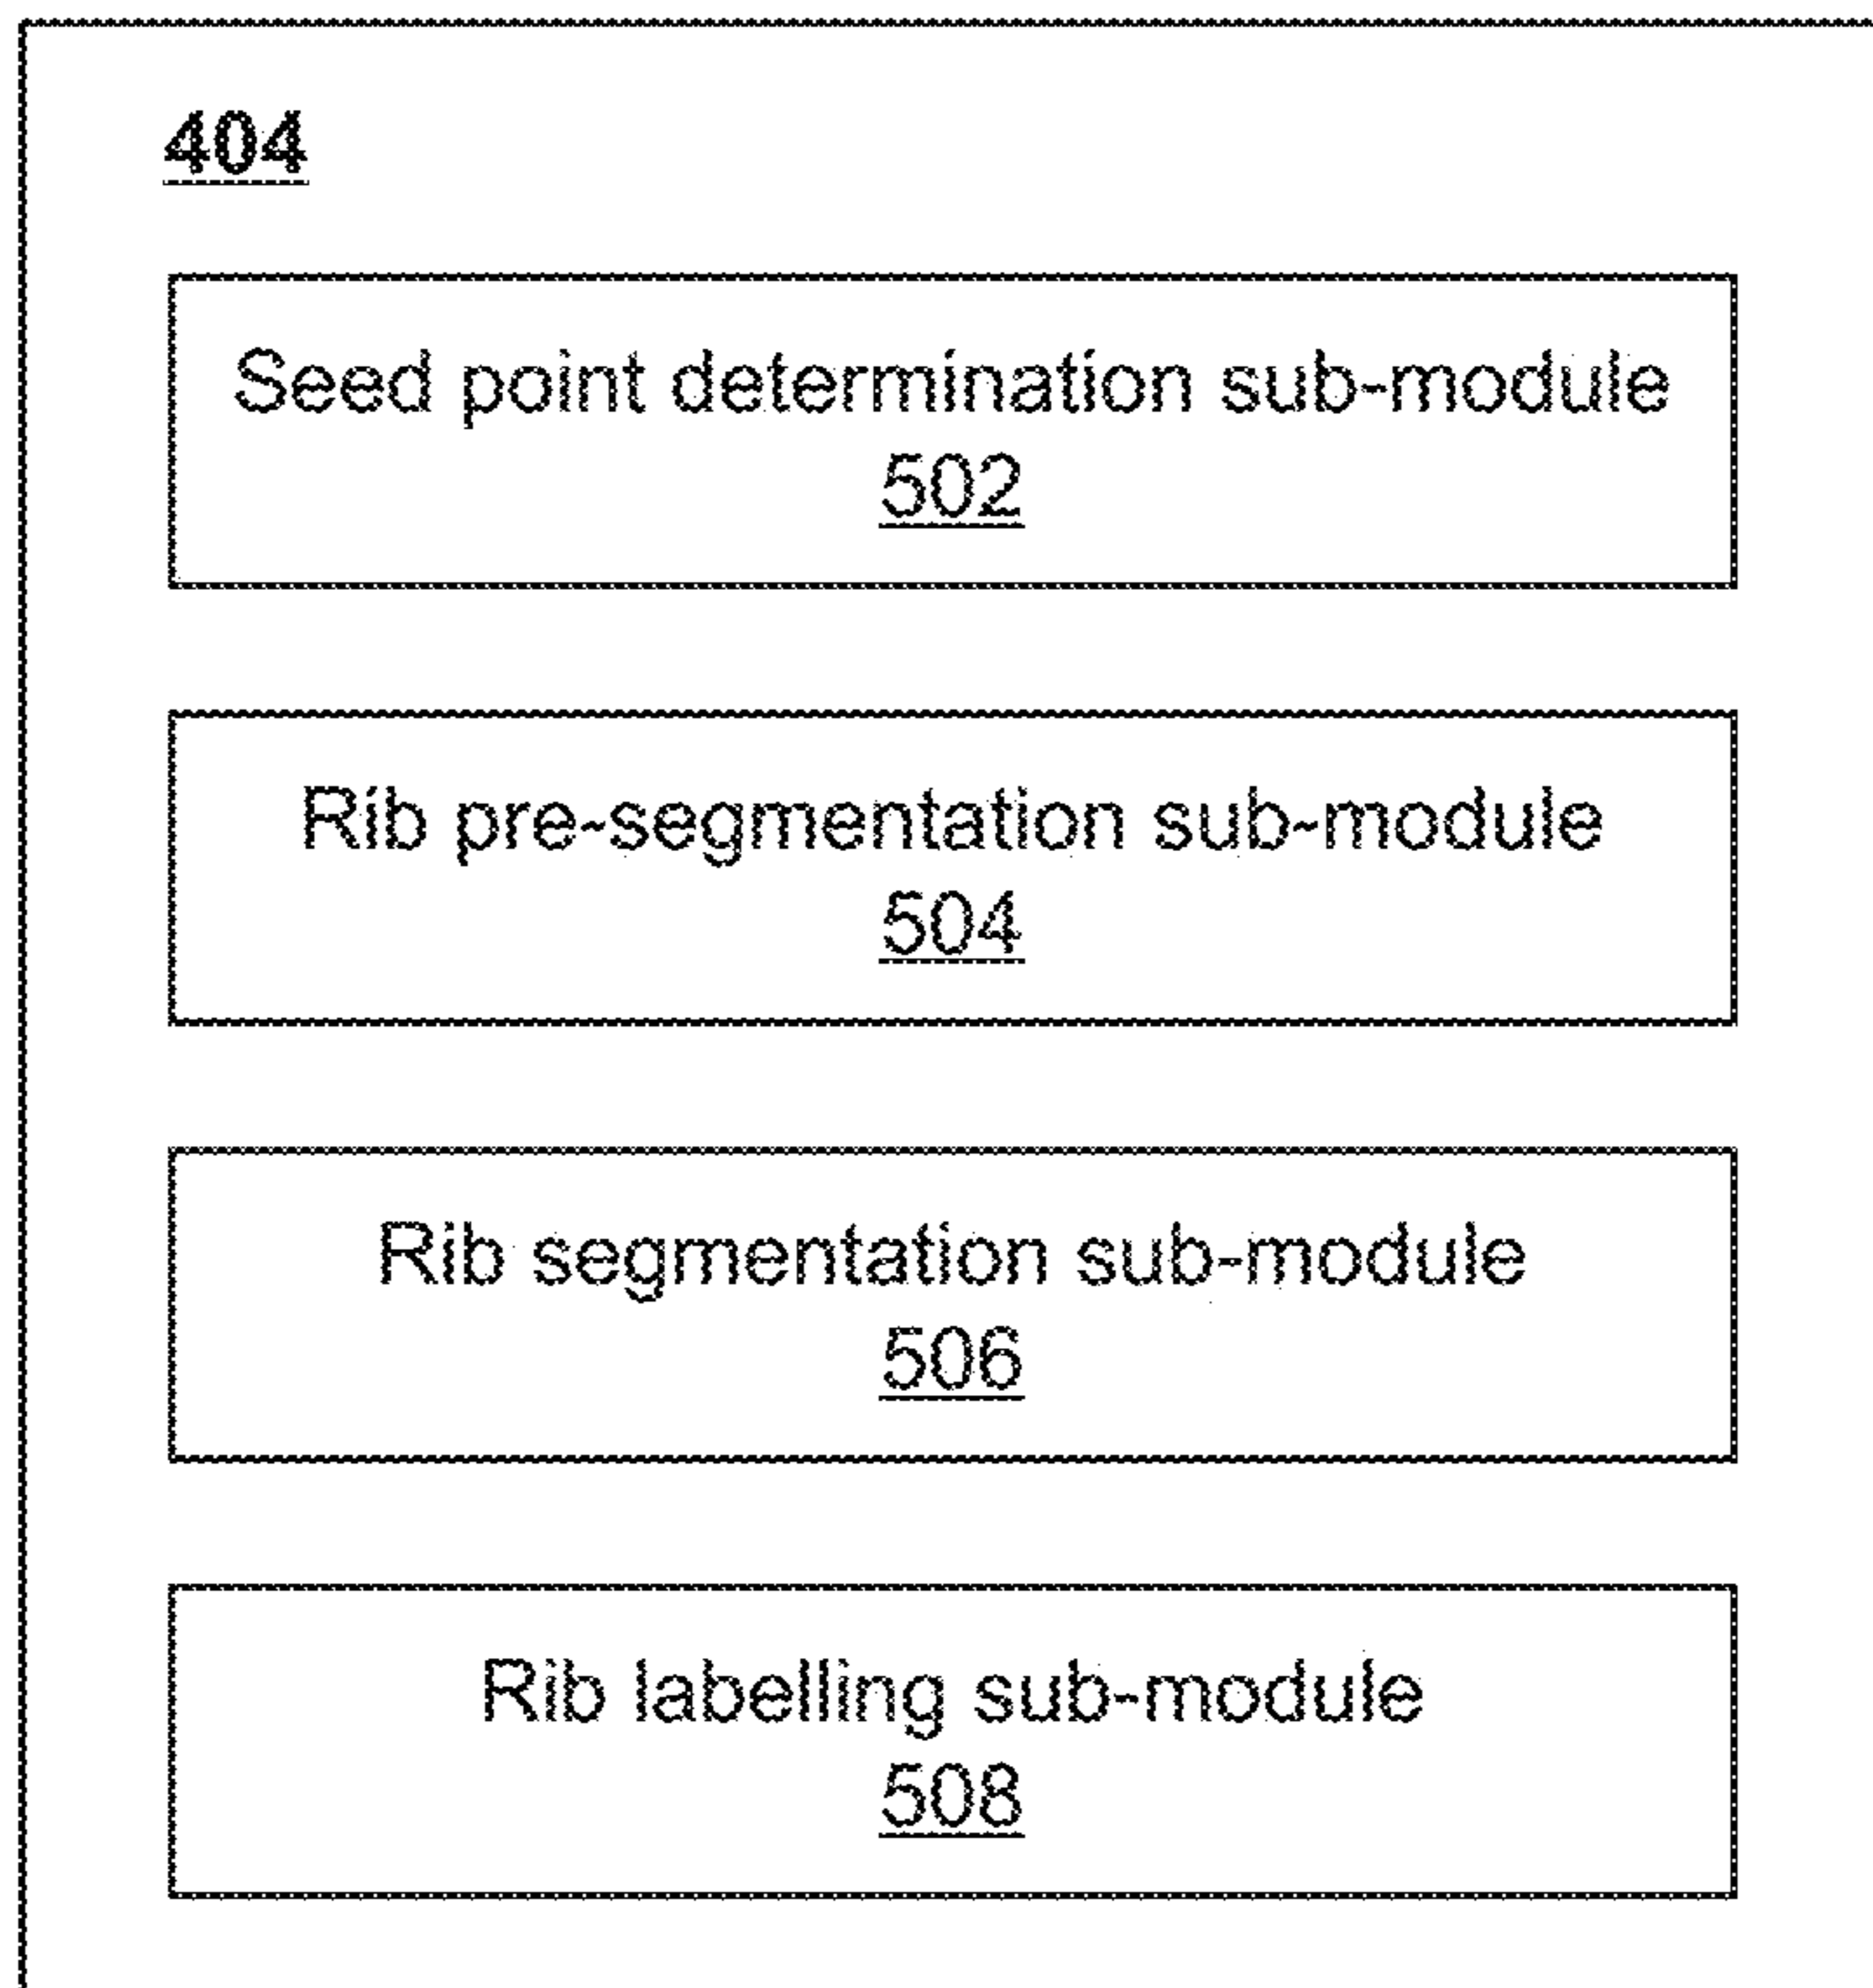 404
Seed point determination sub-module
502
Rib pre-segmentation sub-module
504
Rib segmentation sub-module
506
Rib labelling sub-module
508